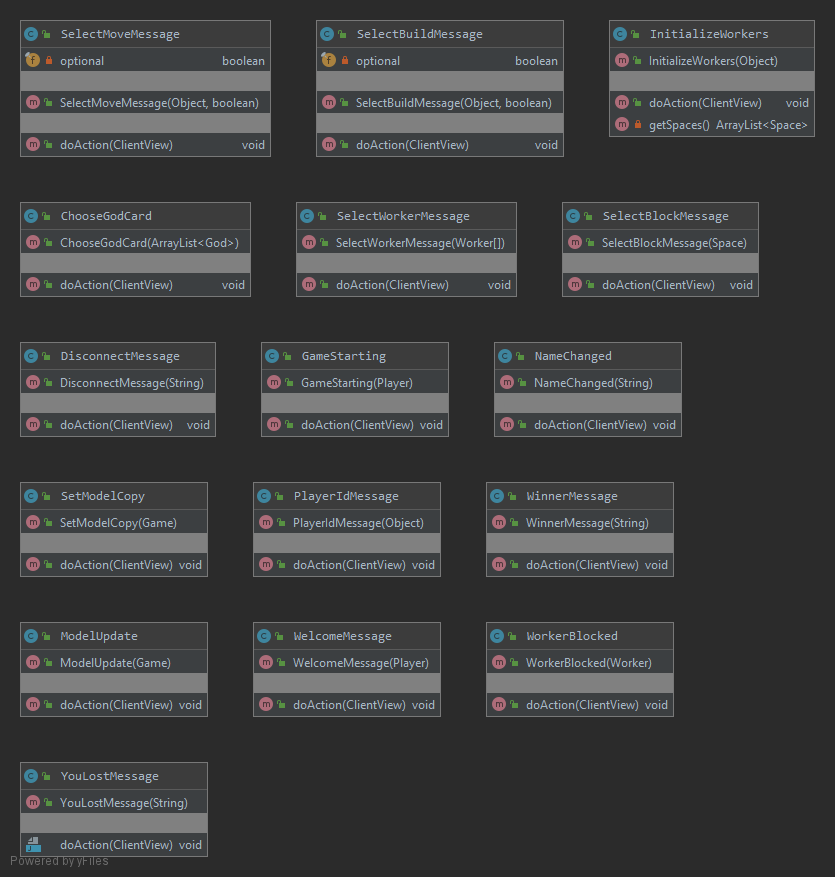 SelectMoveMessage
optional boolean
SelectMoveMessage(Object, boolean)
doAction(ClientView) void
SelectBuildMessage
optional boolean
SelectBuildMessage(Object, boolean)
doAction(ClientView) void
InitializeWorkers
InitializeWorkers(Object)
doAction(ClientView) void
getSpaces() ArrayList<Space>
ChooseGodCard
ChooseGodCard(ArrayList<God>)
doAction(ClientView) void
SelectWorkerMessage
SelectWorkerMessage(Worker[])
doAction(ClientView) void
SelectBlockMessage
SelectBlockMessage(Space)
doAction(ClientView) void
DisconnectMessage
DisconnectMessage(String)
doAction(ClientView) void
GameStarting
GameStarting(Player)
doAction(ClientView) void
NameChanged
NameChanged(String)
doAction(ClientView) void
SetModelCopy
SetModelCopy(Game)
doAction(ClientView) void
PlayerIdMessage
PlayerIdMessage(Object)
doAction(ClientView) void
WinnerMessage
WinnerMessage(String)
doAction(ClientView) void
ModelUpdate
ModelUpdate(Game)
doAction(ClientView) void
WelcomeMessage
WelcomeMessage(Player)
doAction(ClientView) void
WorkerBlocked
WorkerBlocked(Worker)
doAction(ClientView) void
YouLostMessage
YouLostMessage(String)
doAction(ClientView) void
Powered by yFiles